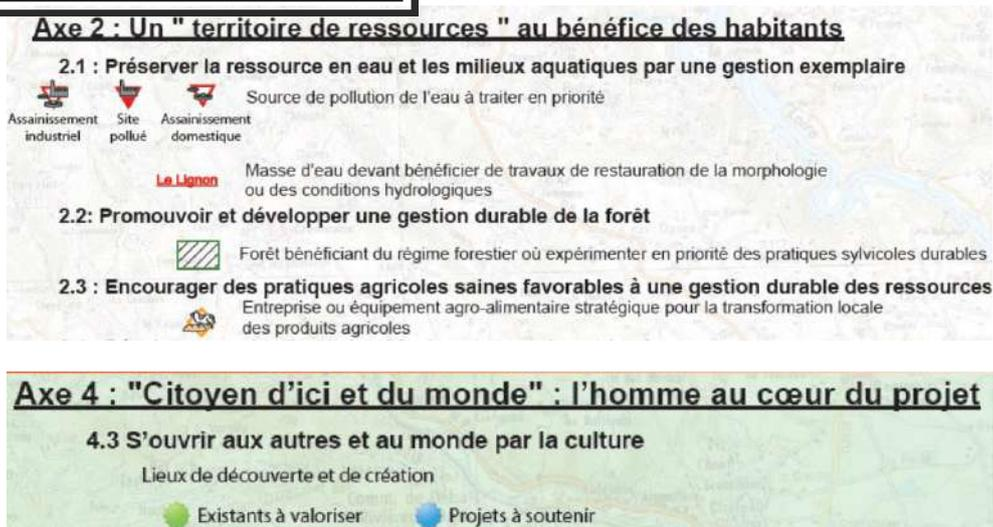 Axe 2 : Un " territoire de ressources " au bénéfice des habitants
2.1 : Préserver la ressource en eau et les milieux aquatiques par une gestion exemplaire
Source de pollution de l'eau à traiter en priorité
Assainissement industriel
Site pollué
Assainissement domestique
Le Lignon
Masse d'eau devant bénéficier de travaux de restauration de la morphologie
ou des conditions hydrologiques
2.2: Promouvoir et développer une gestion durable de la forêt
Forêt bénéficiant du régime forestier où expérimenter en priorité des pratiques sylvicoles durables
2.3 : Encourager des pratiques agricoles saines favorables à une gestion durable des ressources
Entreprise ou équipement agro-alimentaire stratégique pour la transformation locale
des produits agricoles
Axe 4 : "Citoyen d'ici et du monde" : l'homme au cœur du projet
4.3 S'ouvrir aux autres et au monde par la culture
Lieux de découverte et de création
Existants à valoriser Projets à soutenir